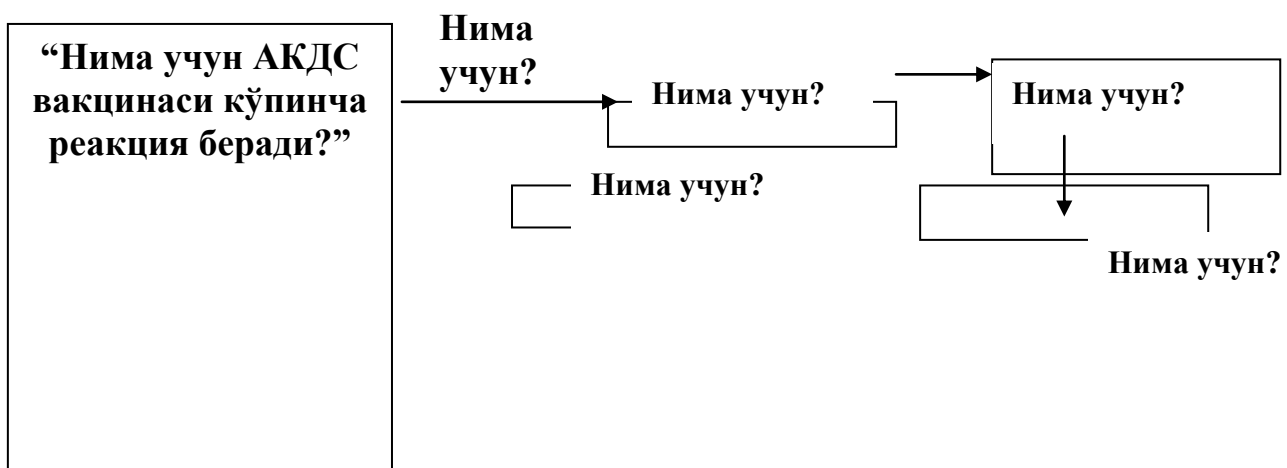 “Нима учун АКДС
вакцинаси кўпинча
реакция беради?”
Нима
учун?
Нима учун?
Нима учун?
Нима учун?
Нима учун?